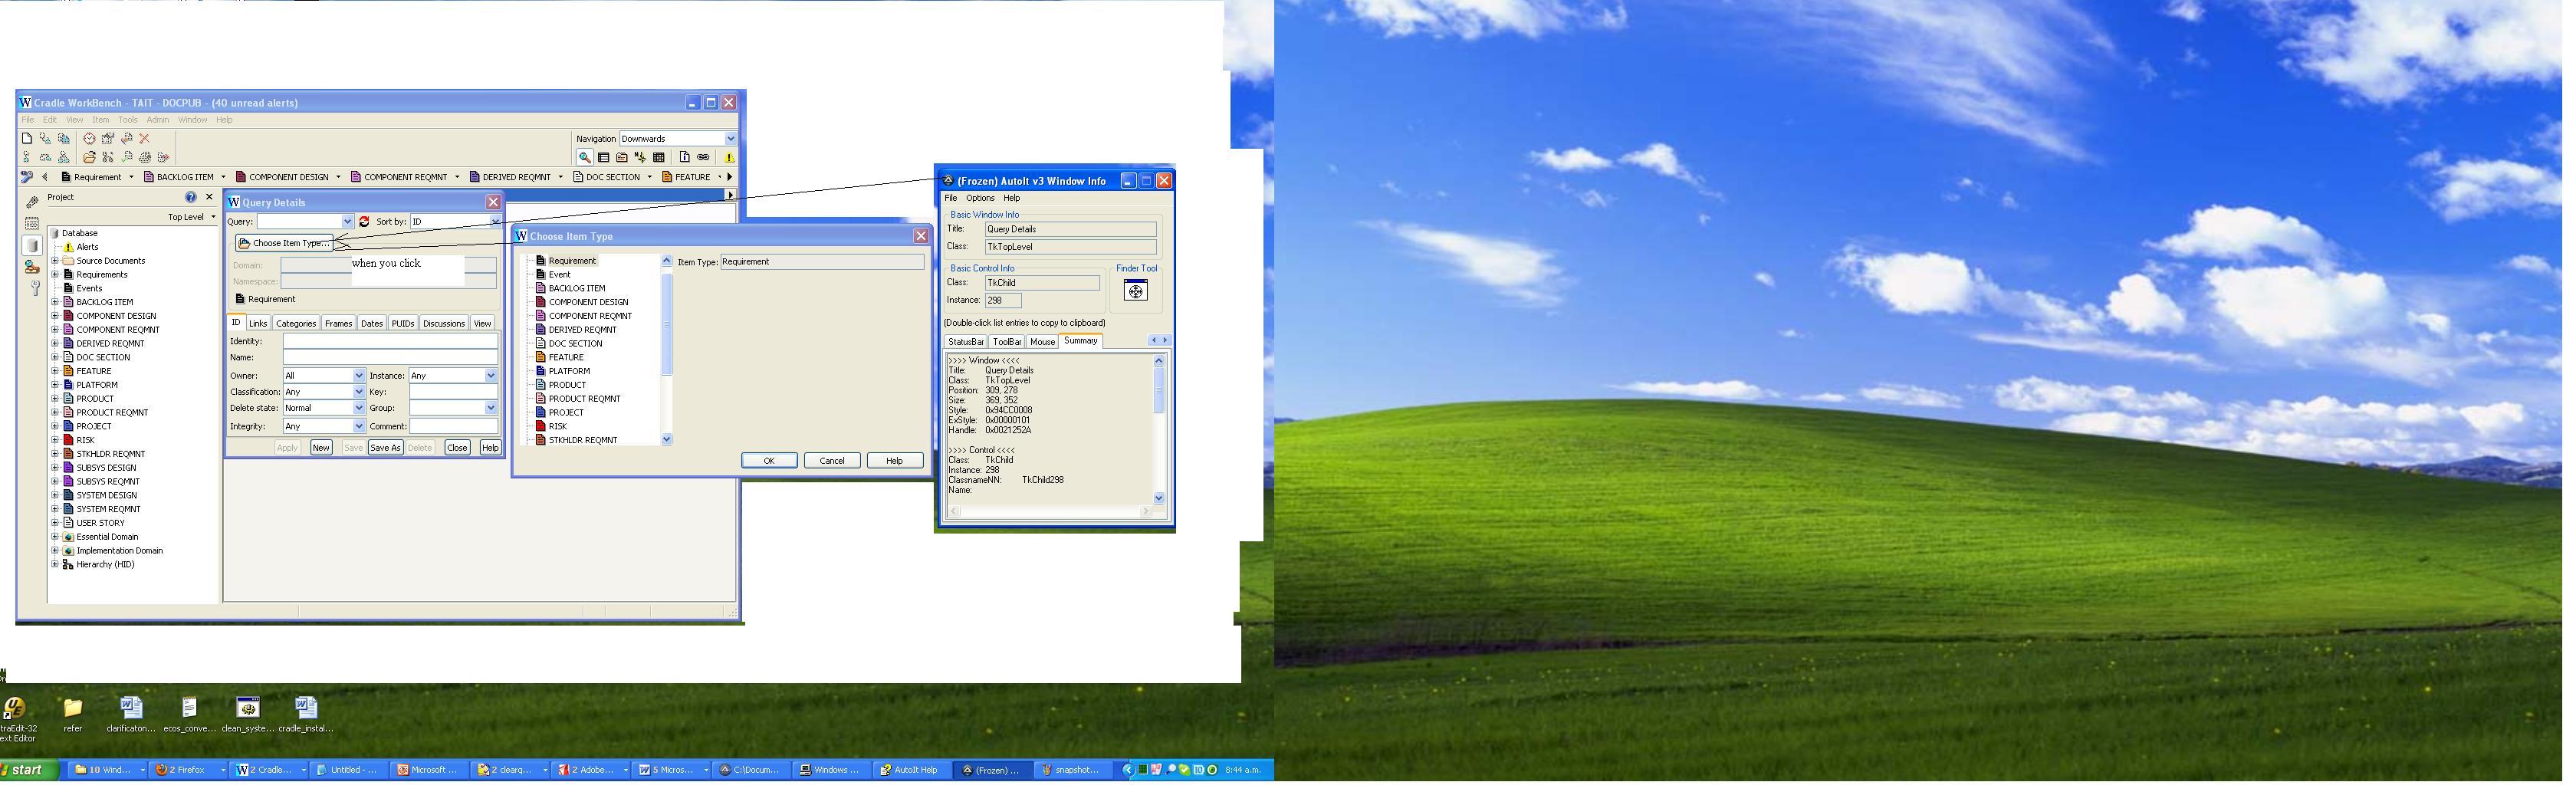 Cradle WorkBench - TAIT - DOCPUB - (40 unread alerts)
File Edit View Item Tools Admin Window Help
Navigation Downwards
Requirement BACKLOG ITEM COMPONENT DESIGN COMPONENT REQMNT DERIVED REQMNT DOC SECTION FEATURE
Project
Top Level
Database
Alerts
Source Documents
Requirements
Events
BACKLOG ITEM
COMPONENT DESIGN
COMPONENT REQMNT
DERIVED REQMNT
DOC SECTION
FEATURE
PLATFORM
PRODUCT
PRODUCT REQMNT
PROJECT
RISK
STKHLDR REQMNT
SUBSYS DESIGN
SUBSYS REQMNT
SYSTEM DESIGN
SYSTEM REQMNT
USER STORY
Essential Domain
Implementation Domain
Hierarchy (HID)
Query Details
Query: Sort by: ID
Choose Item Type...
Domain:
when you click
Namespace:
Requirement
ID Links Categories Frames Dates PUIDs Discussions View
Identity:
Name:
Owner: All Instance: Any
Classification: Any Key:
Delete state: Normal Group:
Integrity: Any Comment:
Apply New Save Save As Delete Close Help
Choose Item Type
Requirement
Event
BACKLOG ITEM
COMPONENT DESIGN
COMPONENT REQMNT
DERIVED REQMNT
DOC SECTION
FEATURE
PLATFORM
PRODUCT
PRODUCT REQMNT
PROJECT
RISK
STKHLDR REQMNT
Item Type: Requirement
OK Cancel Help
(Frozen) AutoIt v3 Window Info
File Options Help
Basic Window Info
Title: Query Details
Class: TkTopLevel
Basic Control Info
Class: TkChild
Instance: 298
Finder Tool
(Double-click list entries to copy to clipboard)
StatusBar ToolBar Mouse Summary
>>>> Window <<<<
Title: Query Details
Class: TkTopLevel
Position: 309, 278
Size: 369, 352
Style: 0x94CC0008
ExStyle: 0x00000101
Handle: 0x0021252A
>>>> Control <<<<
Class: TkChild
Instance: 298
ClassnameNN: TkChild298
Name:
traEdit-32
ext Editor
refer
clarificaton...
ecos_conve...
clean_syste...
cradle_instal...
start
10 Wind...
2 Firefox
2 Cradle...
Untitled - ...
Microsoft ...
2 clearq...
2 Adobe...
5 Micros...
C:\Docum...
Windows ...
AutoIt Help
(Frozen) ...
snapshot...
8:44 a.m.